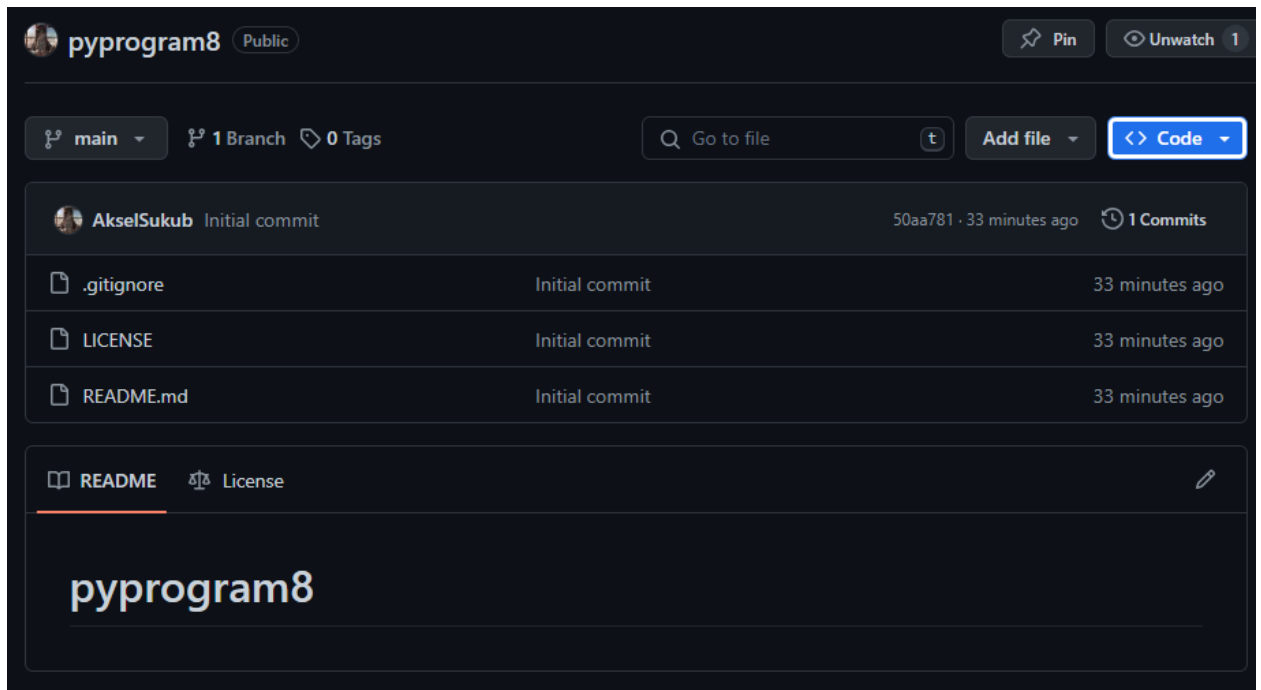 pyprogram8 Public Pin Unwatch 1
main 1 Branch 0 Tags Go to file t Add file Code
AkselSukub Initial commit 50aa781 · 33 minutes ago 1 Commits
.gitignore Initial commit 33 minutes ago
LICENSE Initial commit 33 minutes ago
README.md Initial commit 33 minutes ago
README License
pyprogram8